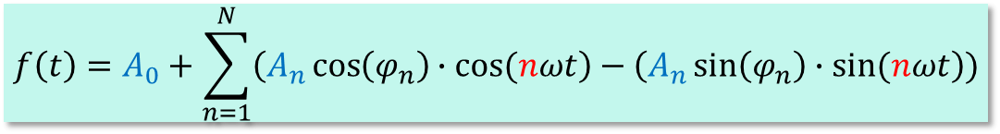 f(t) = A₀ + ∑ₙ₌₁ᴺ (Aₙ cos(φₙ) · cos(nωt) − (Aₙ sin(φₙ) · sin(nωt))